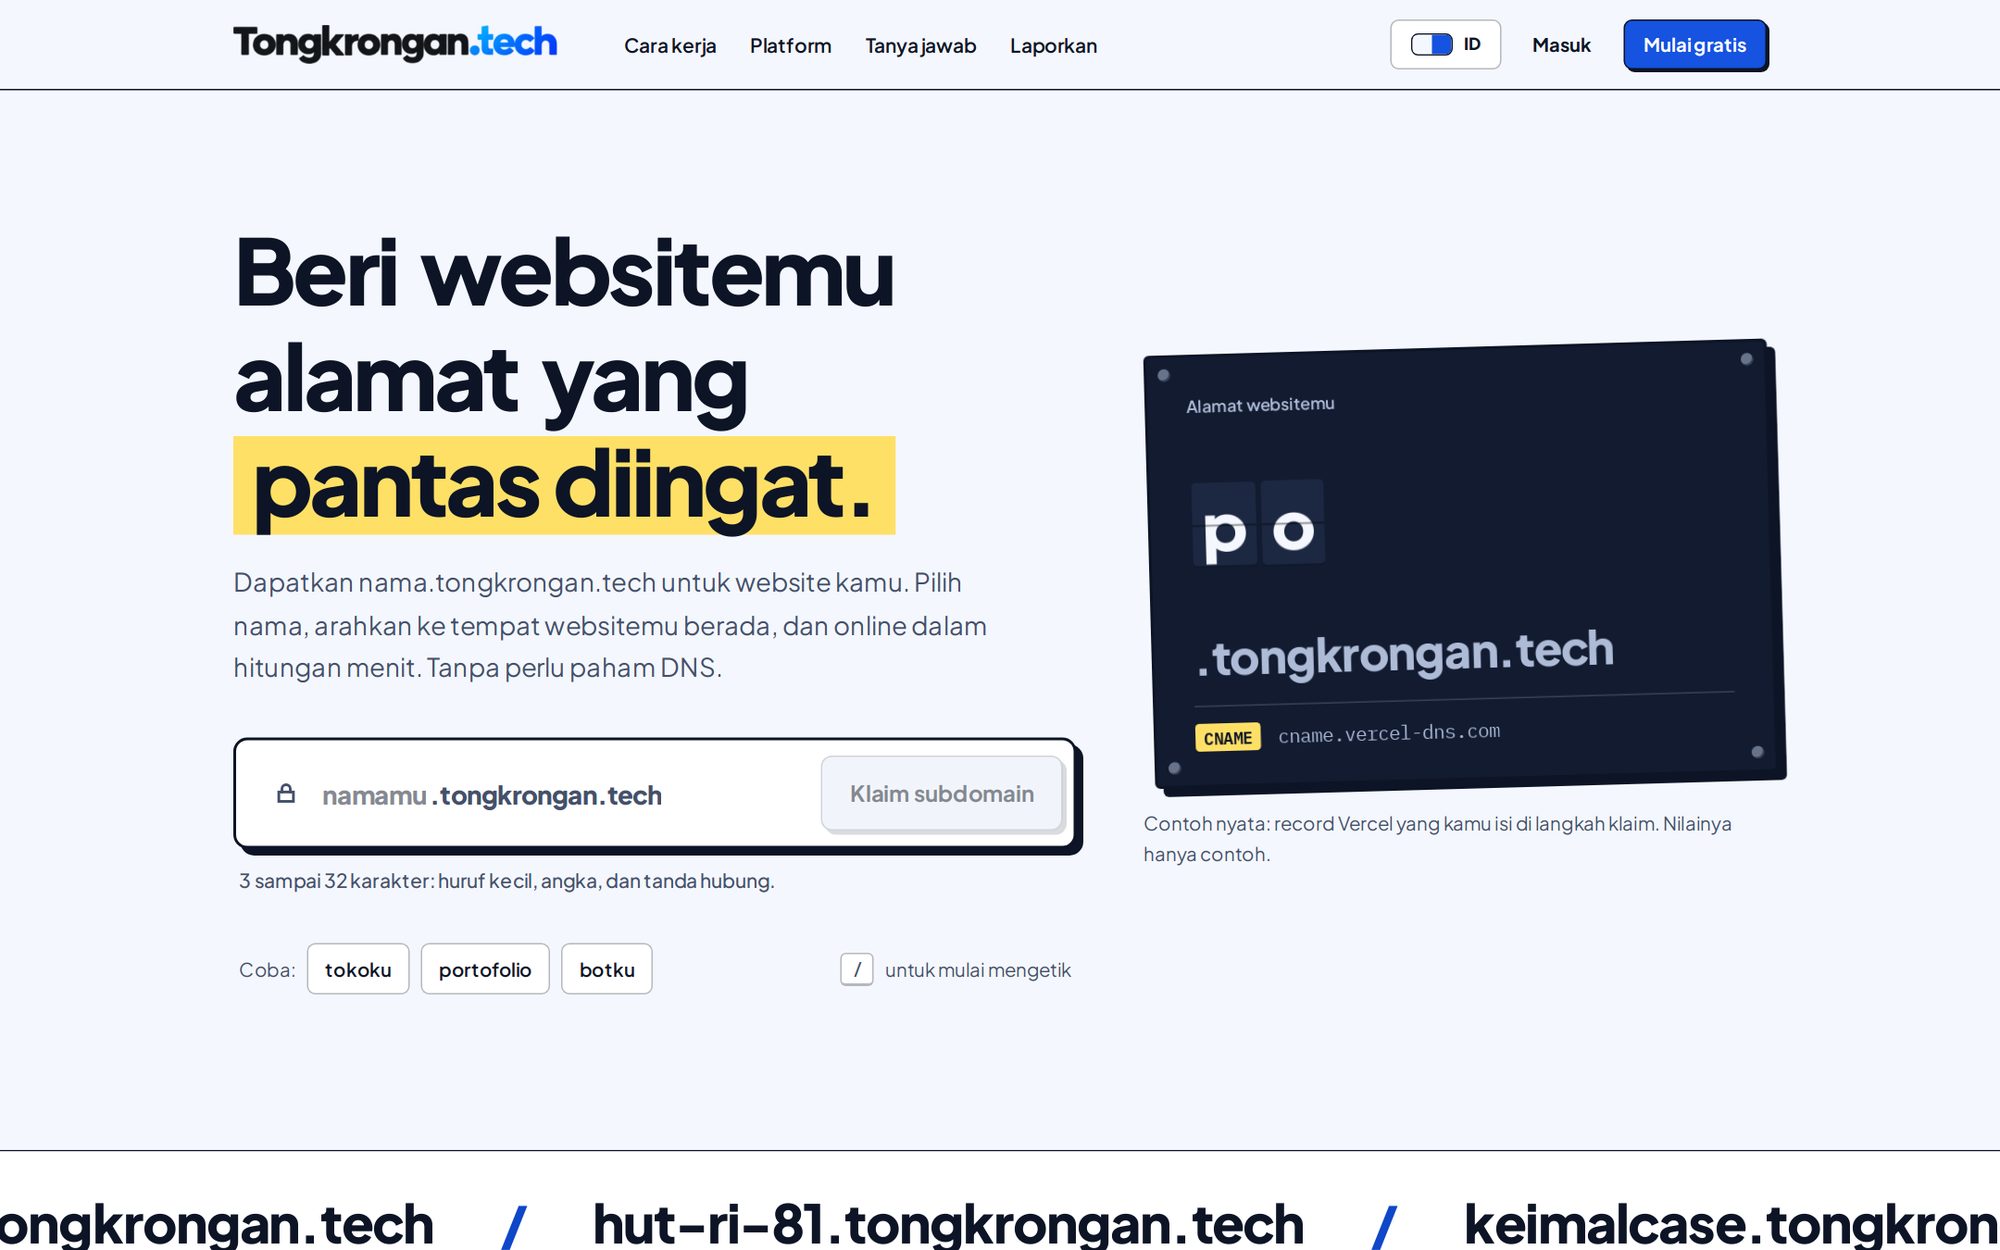 Tongkrongan.tech
Cara kerja
Platform
Tanya jawab
Laporkan
ID
Masuk
Mulai gratis
Beri websitemu
alamat yang
pantas diingat.
Dapatkan nama.tongkrongan.tech untuk website kamu. Pilih
nama, arahkan ke tempat websitemu berada, dan online dalam
hitungan menit. Tanpa perlu paham DNS.
namamu .tongkrongan.tech
Klaim subdomain
3 sampai 32 karakter: huruf kecil, angka, dan tanda hubung.
Coba:
tokoku
portofolio
botku
/ untuk mulai mengetik
Alamat websitemu
po
.tongkrongan.tech
CNAME cname.vercel-dns.com
Contoh nyata: record Vercel yang kamu isi di langkah klaim. Nilainya
hanya contoh.
ongkrongan.tech / hut-ri-81.tongkrongan.tech / keimalcase.tongkron